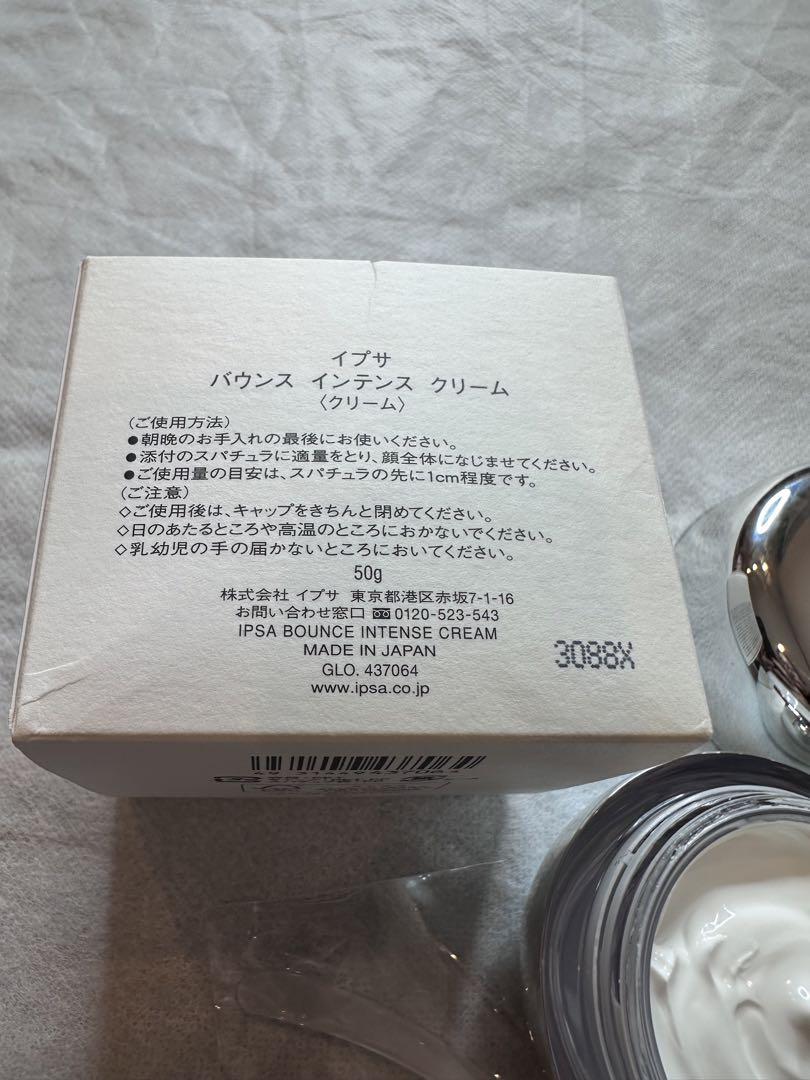 イプサ
バウンス インテンス クリーム
〈クリーム〉
(ご使用方法)
●朝晩のお手入れの最後にお使いください。
●添付のスパチュラに適量をとり、顔全体になじませてください。
●ご使用量の目安は、スパチュラの先に1cm程度です。
(ご注意)
◇ご使用後は、キャップをきちんと閉めてください。
◇日のあたるところや高温のところにおかないでください。
◇乳幼児の手の届かないところにおいてください。
50g
株式会社 イプサ 東京都港区赤坂7-1-16
お問い合わせ窓口 0120-523-543
IPSA BOUNCE INTENSE CREAM
MADE IN JAPAN
GLO. 437064
www.ipsa.co.jp
3088X